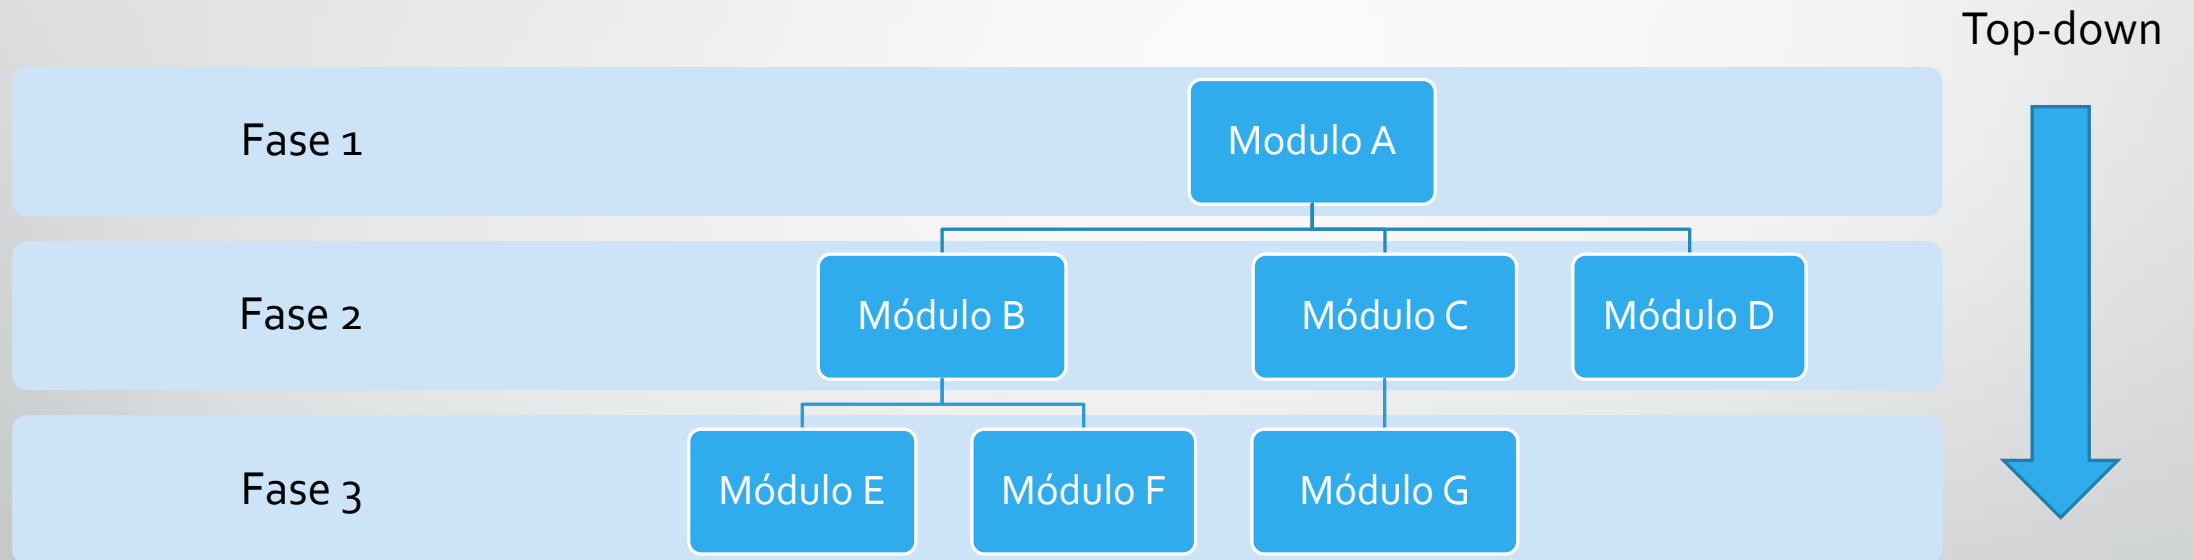 Top-down
Fase 1
Modulo A
Fase 2
Módulo B
Módulo C
Módulo D
Fase 3
Módulo E
Módulo F
Módulo G